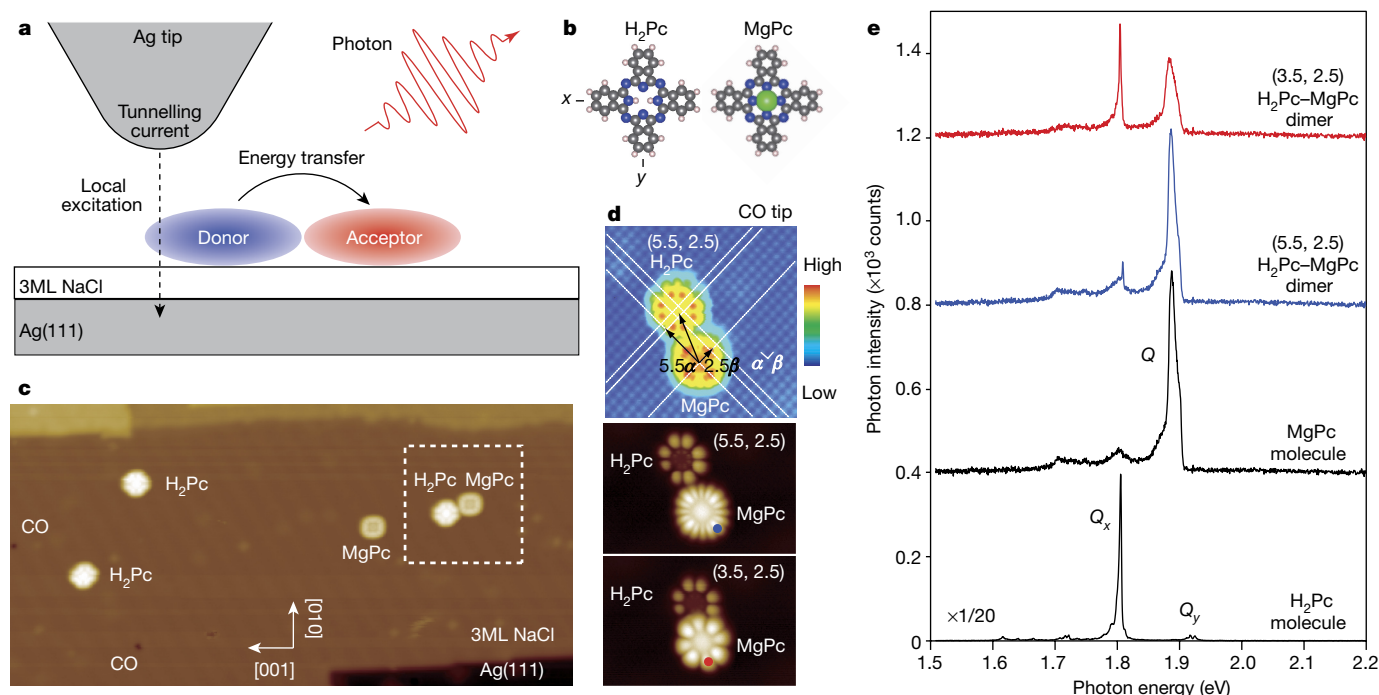 a
Ag tip
Tunnelling
current
Photon
Local
excitation
Energy transfer
Donor
Acceptor
3ML NaCl
Ag(111)
b
H₂Pc
MgPc
x
y
c
H₂Pc
CO
H₂Pc
MgPc
H₂Pc
MgPc
[010]
[001]
CO
3ML NaCl
Ag(111)
d
CO tip
(5.5, 2.5)
H₂Pc
5.5α
2.5β
α
β
MgPc
High
Low
(5.5, 2.5)
H₂Pc
MgPc
(3.5, 2.5)
H₂Pc
MgPc
e
Photon intensity (×10³ counts)
1.4
1.2
1.0
0.8
0.6
0.4
0.2
0
(3.5, 2.5)
H₂Pc–MgPc
dimer
(5.5, 2.5)
H₂Pc–MgPc
dimer
Q
MgPc
molecule
Qₓ
×1/20
Q_y
H₂Pc
molecule
1.5
1.6
1.7
1.8
1.9
2.0
2.1
2.2
Photon energy (eV)